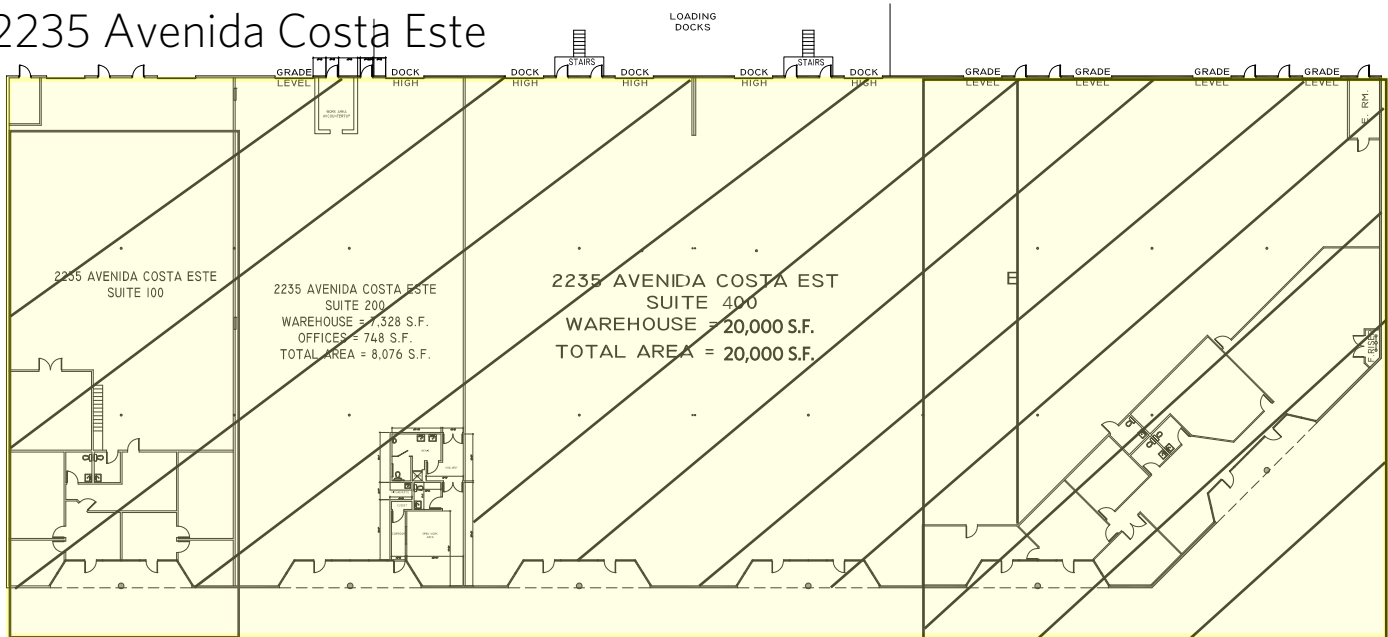 2235 Avenida Costa Este
LOADING
DOCKS
STAIRS
STAIRS
GRADE
LEVEL
DOCK
HIGH
DOCK
HIGH
DOCK
HIGH
DOCK
HIGH
DOCK
HIGH
GRADE
LEVEL
GRADE
LEVEL
GRADE
LEVEL
GRADE
LEVEL
E. RM.
2235 AVENIDA COSTA ESTE
SUITE 100
2235 AVENIDA COSTA ESTE
SUITE 200
WAREHOUSE = 7,328 S.F.
OFFICES = 748 S.F.
TOTAL AREA = 8,076 S.F.
2235 AVENIDA COSTA EST
SUITE 400
WAREHOUSE = 20,000 S.F.
TOTAL AREA = 20,000 S.F.
E
F.RISER